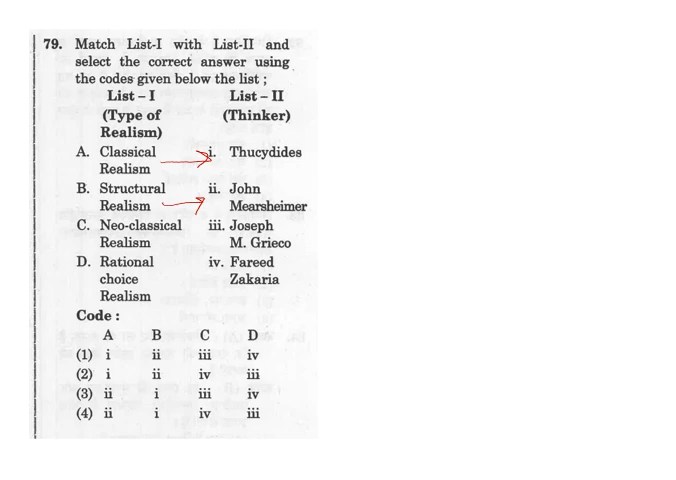 79. Match List-I with List-II and
select the correct answer using
the codes given below the list ;
List – I List – II
(Type of (Thinker)
Realism)
A. Classical i. Thucydides
Realism
B. Structural ii. John
Realism Mearsheimer
C. Neo-classical iii. Joseph
Realism M. Grieco
D. Rational iv. Fareed
choice Zakaria
Realism
Code :
A B C D
(1) i ii iii iv
(2) i ii iv iii
(3) ii i iii iv
(4) ii i iv iii